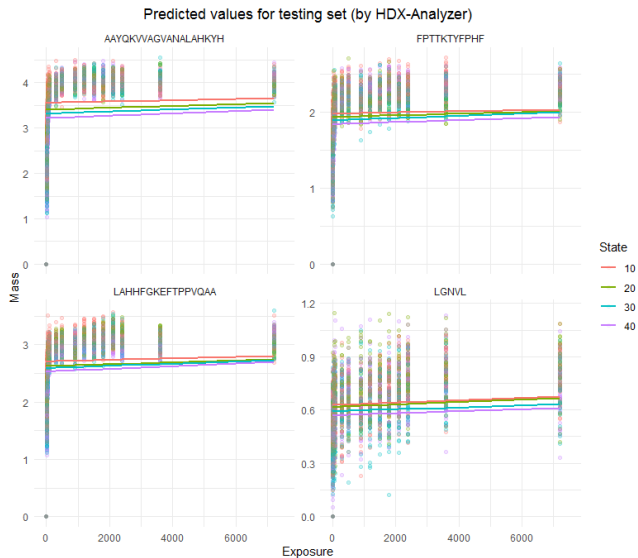 Predicted values for testing set (by HDX-Analyzer)
AAYQKVVAGVANALAHKYH
FPTTKTYFPHF
4
3
2
1
0
2
1
0
LAHHFGKEFTPPVQAA
LGNVL
3
2
1
0
0 2000 4000 6000
1.2
0.9
0.6
0.3
0.0
0 2000 4000 6000
Mass
Exposure
State
10
20
30
40